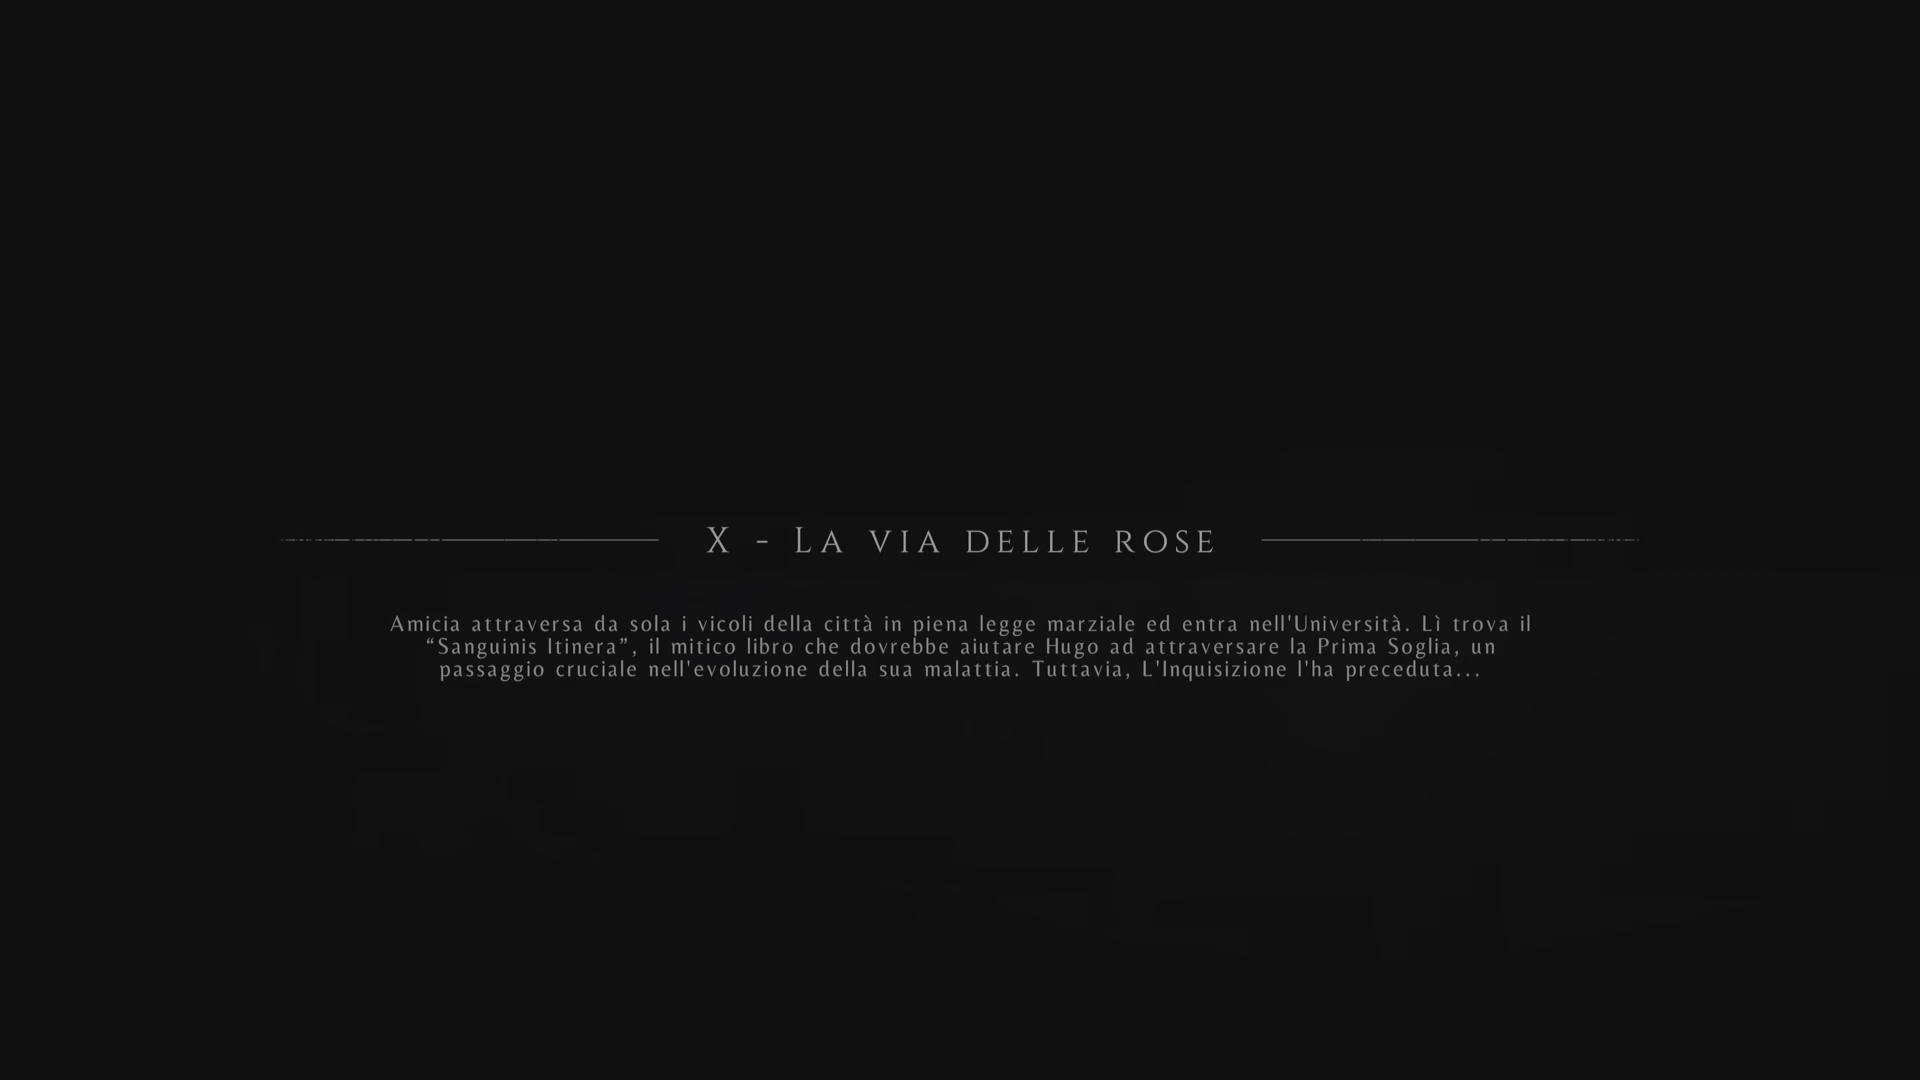 X - La via delle rose
Amicia attraversa da sola i vicoli della città in piena legge marziale ed entra nell'Università. Lì trova il
“Sanguinis Itinera”, il mitico libro che dovrebbe aiutare Hugo ad attraversare la Prima Soglia, un
passaggio cruciale nell'evoluzione della sua malattia. Tuttavia, L'Inquisizione l'ha preceduta...